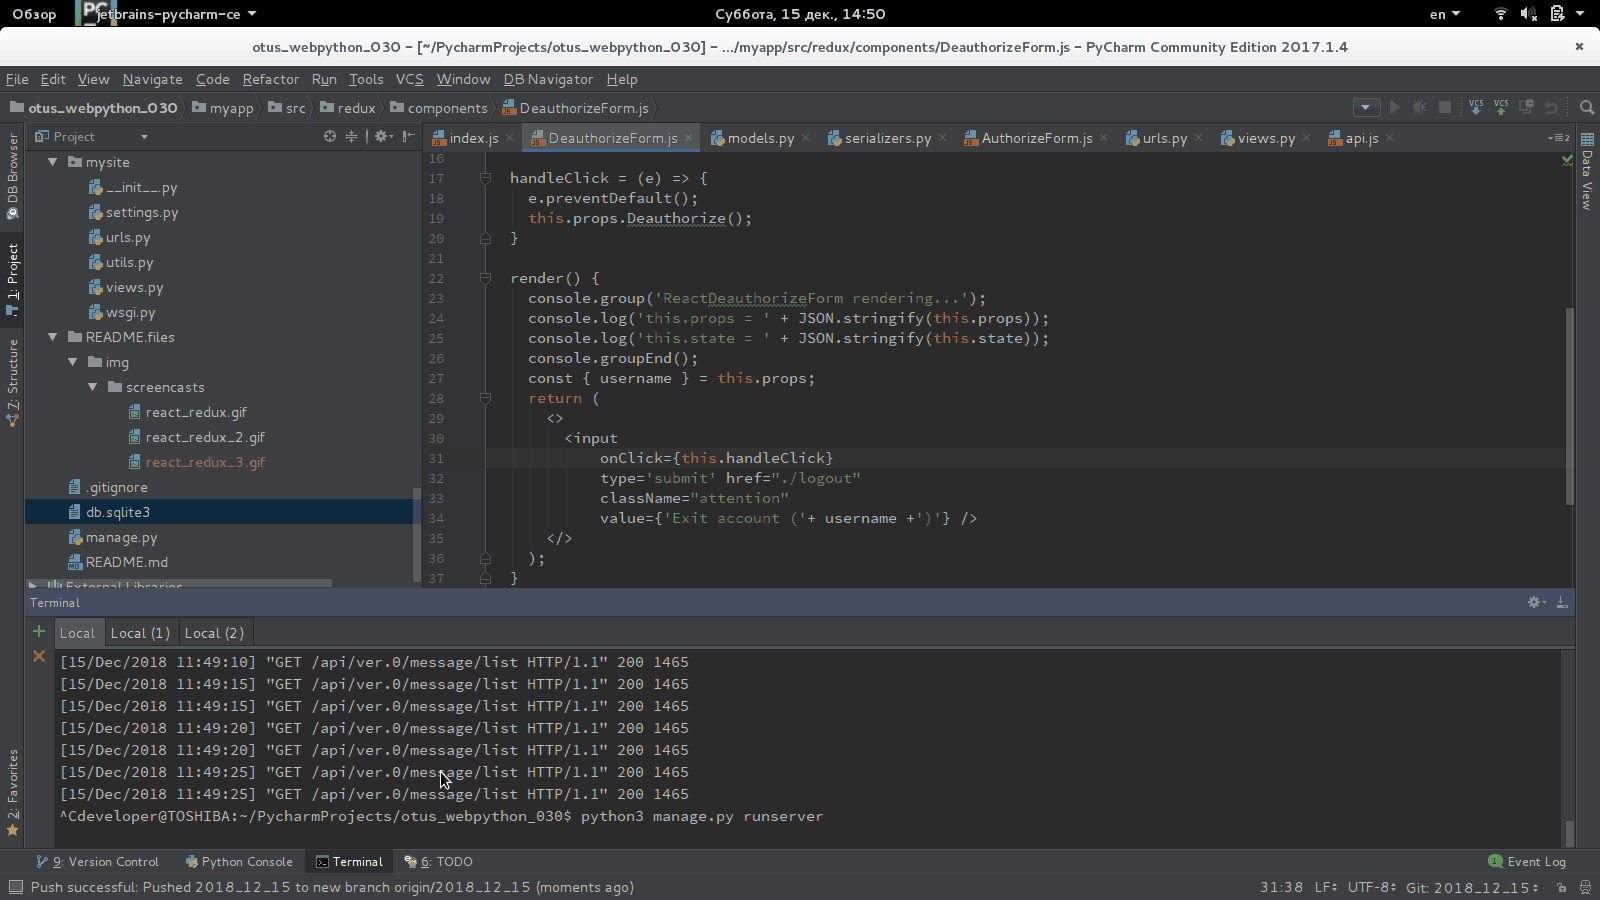 Обзор jetbrains-pycharm-ce Суббота, 15 дек., 14:50 en
otus_webpython_030 – [~/PycharmProjects/otus_webpython_030] – .../myapp/src/redux/components/DeauthorizeForm.js – PyCharm Community Edition 2017.1.4
File Edit View Navigate Code Refactor Run Tools VCS Window DB Navigator Help
otus_webpython_030 myapp src redux components DeauthorizeForm.js VCS VCS
Project
index.js DeauthorizeForm.js models.py serializers.py AuthorizeForm.js urls.py views.py api.js
DB Browser
1: Project
7: Structure
2: Favorites
Data View
mysite
__init__.py
settings.py
urls.py
utils.py
views.py
wsgi.py
README.files
img
screencasts
react_redux.gif
react_redux_2.gif
react_redux_3.gif
.gitignore
db.sqlite3
manage.py
README.md
External Libraries
16
17 handleClick = (e) => {
18 e.preventDefault();
19 this.props.Deauthorize();
20 }
21
22 render() {
23 console.group('ReactDeauthorizeForm rendering...');
24 console.log('this.props = ' + JSON.stringify(this.props));
25 console.log('this.state = ' + JSON.stringify(this.state));
26 console.groupEnd();
27 const { username } = this.props;
28 return (
29 <>
30 <input
31 onClick={this.handleClick}
32 type='submit' href="./logout"
33 className="attention"
34 value={'Exit account ('+ username +')'} />
35 </>
36 );
37 }
Terminal
Local Local (1) Local (2)
[15/Dec/2018 11:49:10] "GET /api/ver.0/message/list HTTP/1.1" 200 1465
[15/Dec/2018 11:49:15] "GET /api/ver.0/message/list HTTP/1.1" 200 1465
[15/Dec/2018 11:49:15] "GET /api/ver.0/message/list HTTP/1.1" 200 1465
[15/Dec/2018 11:49:20] "GET /api/ver.0/message/list HTTP/1.1" 200 1465
[15/Dec/2018 11:49:20] "GET /api/ver.0/message/list HTTP/1.1" 200 1465
[15/Dec/2018 11:49:25] "GET /api/ver.0/message/list HTTP/1.1" 200 1465
[15/Dec/2018 11:49:25] "GET /api/ver.0/message/list HTTP/1.1" 200 1465
^Cdeveloper@TOSHIBA:~/PycharmProjects/otus_webpython_030$ python3 manage.py runserver
9: Version Control Python Console Terminal 6: TODO 1 Event Log
Push successful: Pushed 2018_12_15 to new branch origin/2018_12_15 (moments ago) 31:38 LF UTF-8 Git: 2018_12_15